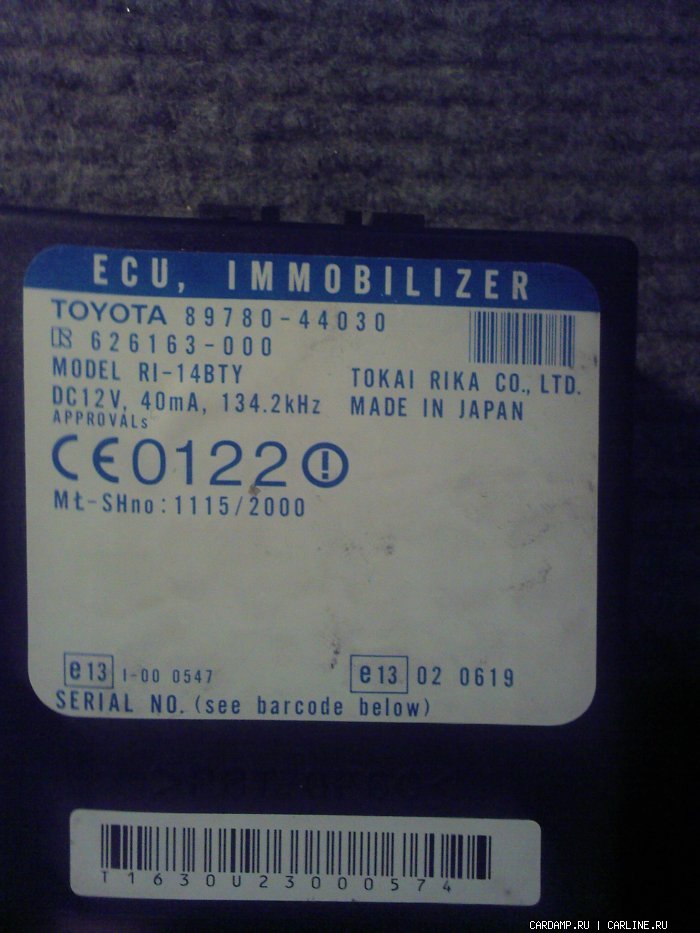 ECU, IMMOBILIZER
TOYOTA 89780-44030
626163-000
MODEL RI-14BTY
TOKAI RIKA CO., LTD.
DC12V, 40mA, 134.2kHz
MADE IN JAPAN
APPROVALs
CE0122
MŁ-SHno:1115/2000
e13 I-00 0547
e13 02 0619
SERIAL NO. (see barcode below)
T1630U23000574
CARDAMP.RU | CARLINE.RU